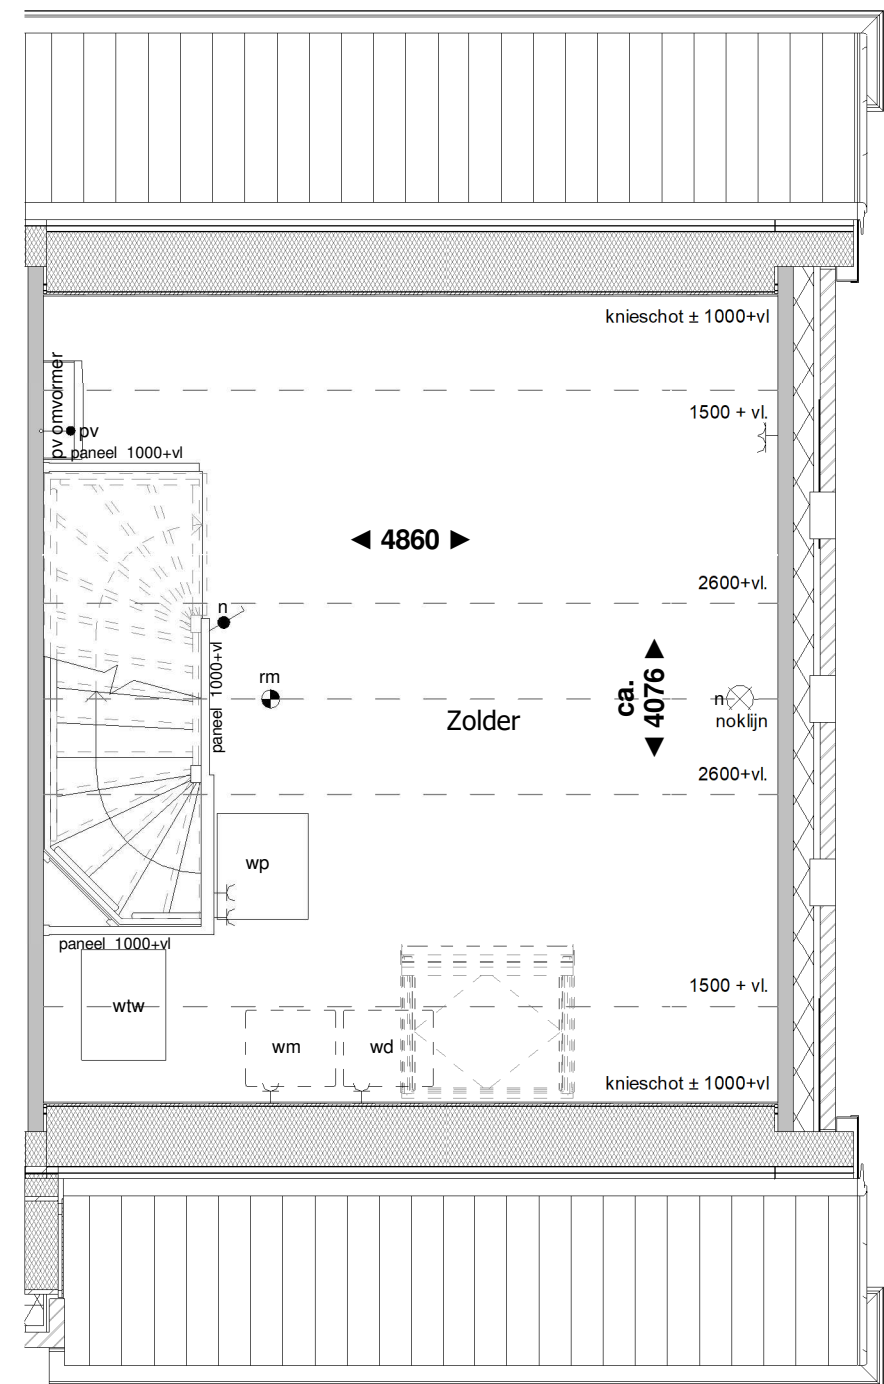 knieschot ± 1000+vl
pv omvormer
1500 + vl.
pv
paneel 1000+vl
4860
2600+vl.
n
paneel 1000+vl
rm
ca.
4076
n
noklijn
Zolder
2600+vl.
wp
paneel 1000+vl
1500 + vl.
wtw
wm
wd
knieschot ± 1000+vl